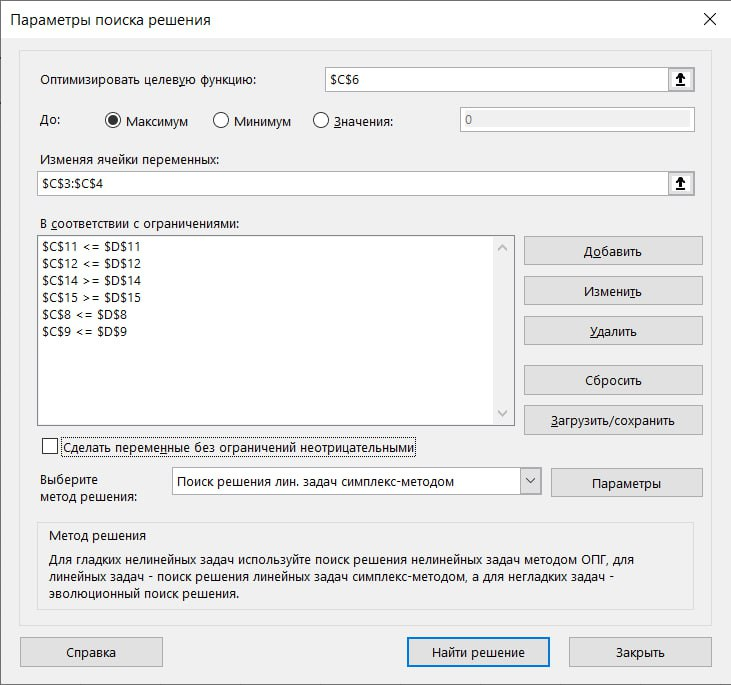 Параметры поиска решения
Оптимизировать целевую функцию:
$C$6
До:
Максимум
Минимум
Значения:
0
Изменяя ячейки переменных:
$C$3:$C$4
В соответствии с ограничениями:
$C$11 <= $D$11
$C$12 <= $D$12
$C$14 >= $D$14
$C$15 >= $D$15
$C$8 <= $D$8
$C$9 <= $D$9
Добавить
Изменить
Удалить
Сбросить
Загрузить/сохранить
Сделать переменные без ограничений неотрицательными
Выберите
метод решения:
Поиск решения лин. задач симплекс-методом
Параметры
Метод решения
Для гладких нелинейных задач используйте поиск решения нелинейных задач методом ОПГ, для
линейных задач - поиск решения линейных задач симплекс-методом, а для негладких задач -
эволюционный поиск решения.
Справка
Найти решение
Закрыть